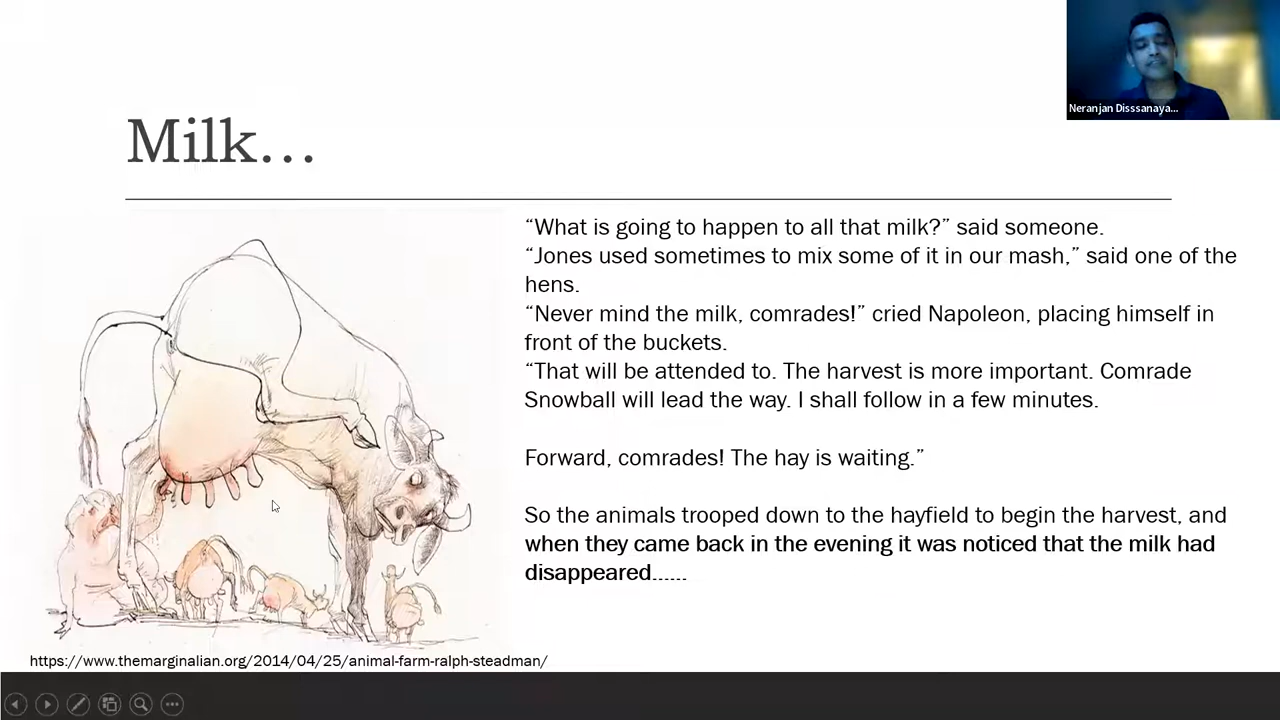 Neranjan Disssanaya...
Milk...
“What is going to happen to all that milk?” said someone.
“Jones used sometimes to mix some of it in our mash,” said one of the
hens.
“Never mind the milk, comrades!” cried Napoleon, placing himself in
front of the buckets.
“That will be attended to. The harvest is more important. Comrade
Snowball will lead the way. I shall follow in a few minutes.
Forward, comrades! The hay is waiting.”
So the animals trooped down to the hayfield to begin the harvest, and
when they came back in the evening it was noticed that the milk had
disappeared......
https://www.themarginalian.org/2014/04/25/animal-farm-ralph-steadman/